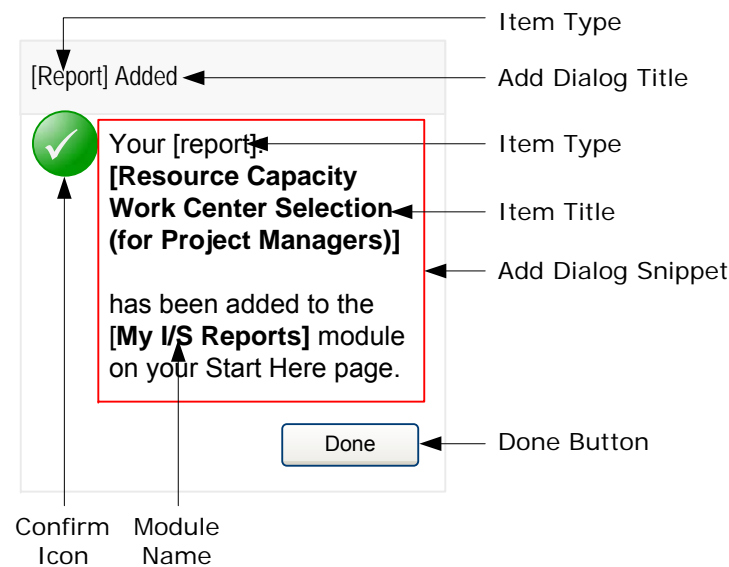 Item Type
[Report] Added
Add Dialog Title
Your [report]:
Item Type
[Resource Capacity
Work Center Selection
(for Project Managers)]
Item Title
Add Dialog Snippet
has been added to the
[My I/S Reports] module
on your Start Here page.
Done
Done Button
Confirm
Icon
Module
Name